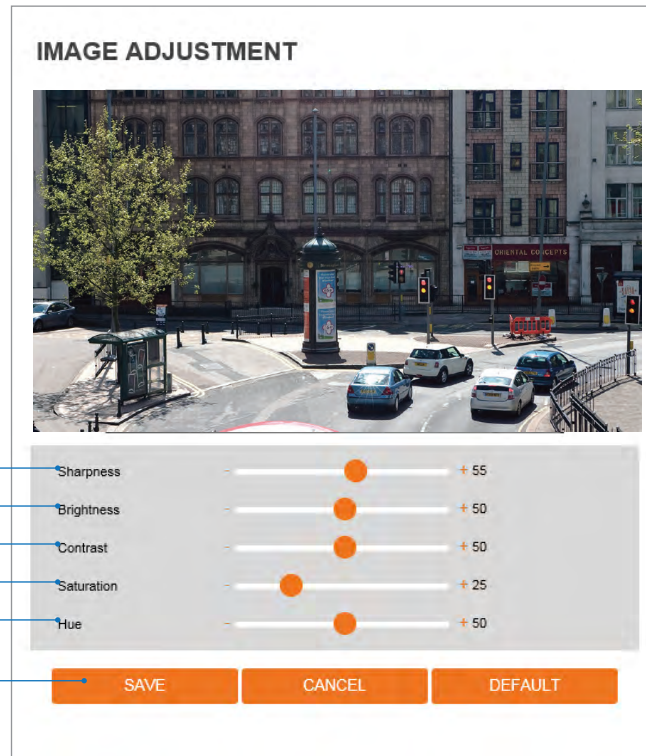 IMAGE ADJUSTMENT
ORIENTAL CONCEPTS
Sharpness - + 55
Brightness - + 50
Contrast - + 50
Saturation - + 25
Hue - + 50
SAVE CANCEL DEFAULT